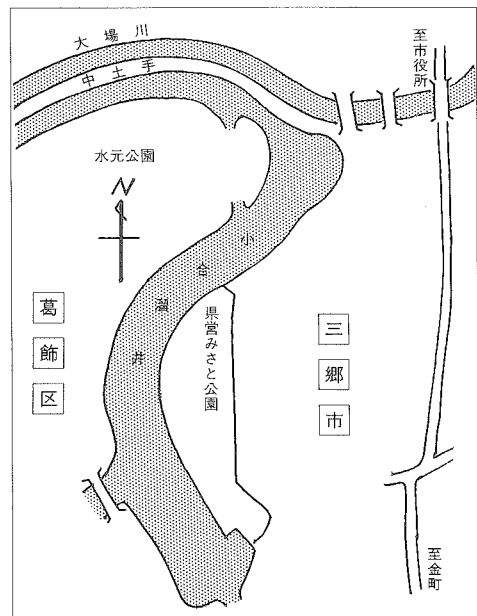 大場川
中土手
至市役所
水元公園
N
小合溜井
葛飾区
県営みさと公園
三郷市
至金町